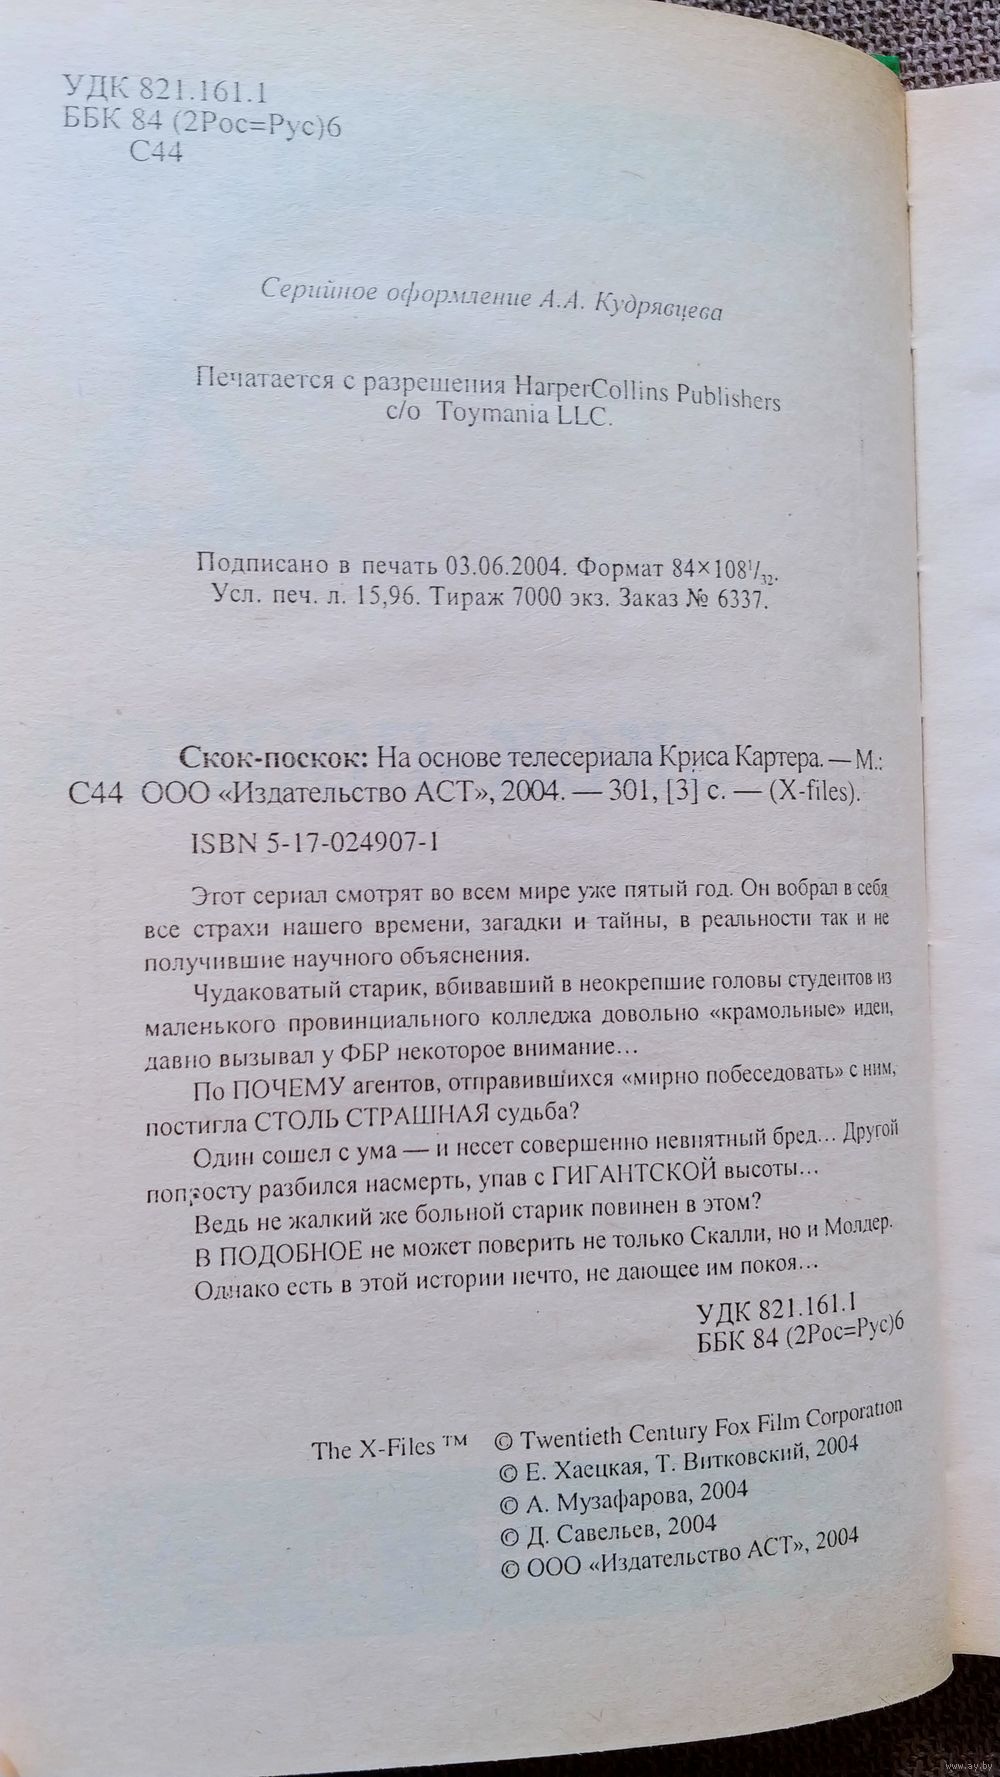 УДК 821.161.1
ББК 84 (2Рос=Рус)6
С44
Серийное оформление А.А. Кудрявцева
Печатается с разрешения HarperCollins Publishers
c/o Toymania LLC.
Подписано в печать 03.06.2004. Формат 84×108¹/₃₂.
Усл. печ. л. 15,96. Тираж 7000 экз. Заказ № 6337.
Скок-поскок: На основе телесериала Криса Картера. — М.:
С44 ООО «Издательство АСТ», 2004. — 301, [3] с. — (X-files).
ISBN 5-17-024907-1
Этот сериал смотрят во всем мире уже пятый год. Он вобрал в себя
все страхи нашего времени, загадки и тайны, в реальности так и не
получившие научного объяснения.
Чудаковатый старик, вбивавший в неокрепшие головы студентов из
маленького провинциального колледжа довольно «крамольные» идеи,
давно вызывал у ФБР некоторое внимание...
По ПОЧЕМУ агентов, отправившихся «мирно побеседовать» с ним,
постигла СТОЛЬ СТРАШНАЯ судьба?
Один сошел с ума — и несет совершенно невнятный бред... Другой
попросту разбился насмерть, упав с ГИГАНТСКОЙ высоты...
Ведь не жалкий же больной старик повинен в этом?
В ПОДОБНОЕ не может поверить не только Скалли, но и Молдер.
Однако есть в этой истории нечто, не дающее им покоя...
УДК 821.161.1
ББК 84 (2Рос=Рус)6
The X-Files ™ © Twentieth Century Fox Film Corporation
© Е. Хаецкая, Т. Витковский, 2004
© А. Музафарова, 2004
© Д. Савельев, 2004
© ООО «Издательство АСТ», 2004
www.ay.by